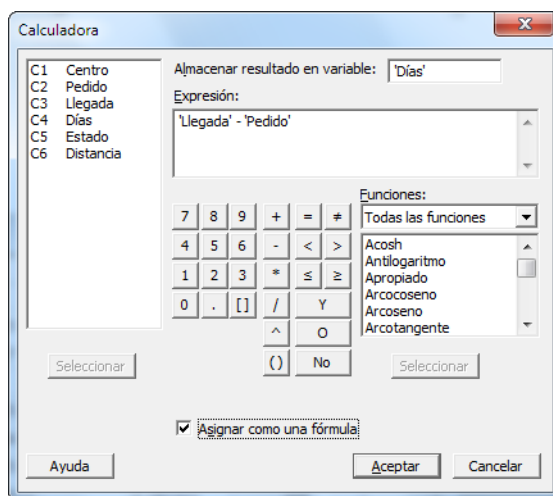 Calculadora
C1 Centro
C2 Pedido
C3 Llegada
C4 Días
C5 Estado
C6 Distancia
Almacenar resultado en variable: 'Días'
Expresión:
'Llegada' - 'Pedido'
Funciones:
Todas las funciones
7 8 9 + = ≠
4 5 6 - < >
1 2 3 * ≤ ≥
0 . [] / Y
^ O
() No
Acosh
Antilogaritmo
Apropiado
Arcocoseno
Arcoseno
Arcotangente
Seleccionar
Seleccionar
Asignar como una fórmula
Ayuda
Aceptar
Cancelar